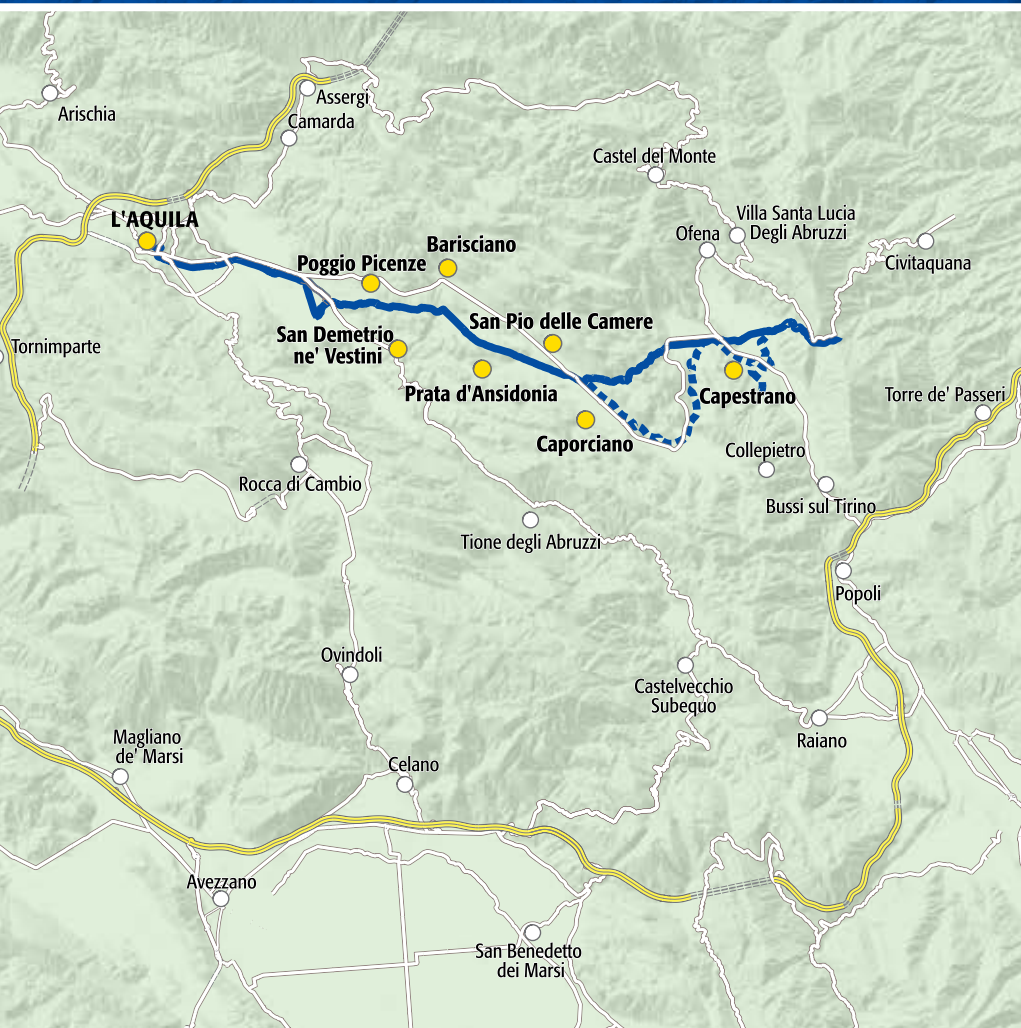 Assergi
Arischia
Camarda
Castel del Monte
L'AQUILA
Villa Santa Lucia
Degli Abruzzi
Ofena
Barisciano
Civitaquana
Poggio Picenze
San Pio delle Camere
San Demetrio
ne' Vestini
Tornimparte
Prata d'Ansidonia
Capestrano
Torre de' Passeri
Caporciano
Collepietro
Rocca di Cambio
Bussi sul Tirino
Tione degli Abruzzi
Popoli
Ovindoli
Castelvecchio
Subequo
Magliano
de' Marsi
Raiano
Celano
Avezzano
San Benedetto
dei Marsi